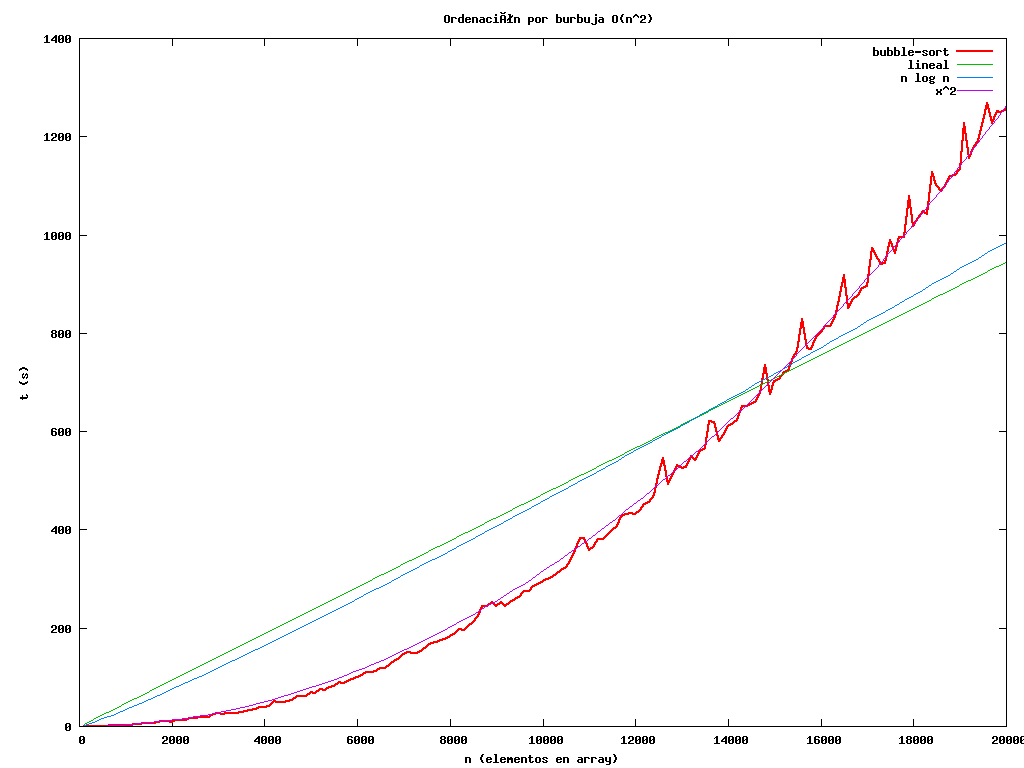 Ordenación por burbuja O(n^2)
1400
bubble-sort
lineal
n log n
x^2
1200
1000
800
t (s)
600
400
200
0
0 2000 4000 6000 8000 10000 12000 14000 16000 18000 20000
n (elementos en array)